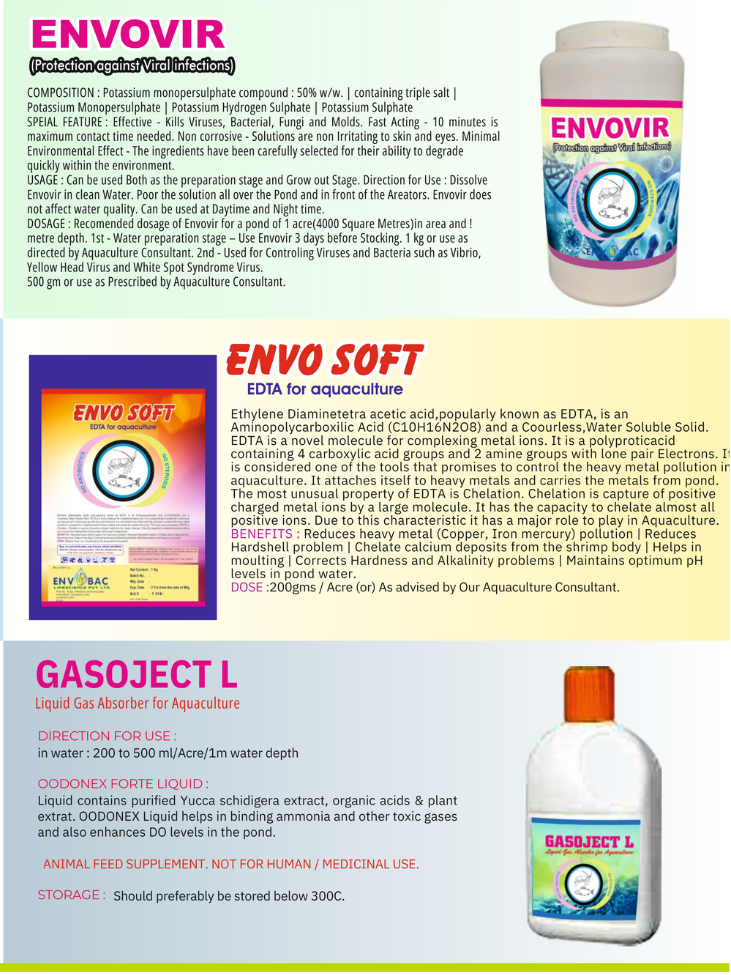 ENVOVIR
(Protection against Viral infections)
COMPOSITION : Potassium monopersulphate compound : 50% w/w. | containing triple salt |
Potassium Monopersulphate | Potassium Hydrogen Sulphate | Potassium Sulphate
SPEIAL FEATURE : Effective - Kills Viruses, Bacterial, Fungi and Molds. Fast Acting - 10 minutes is
maximum contact time needed. Non corrosive - Solutions are non Irritating to skin and eyes. Minimal
Environmental Effect - The ingredients have been carefully selected for their ability to degrade
quickly within the environment.
USAGE : Can be used Both as the preparation stage and Grow out Stage. Direction for Use : Dissolve
Envovir in clean Water. Poor the solution all over the Pond and in front of the Areators. Envovir does
not affect water quality. Can be used at Daytime and Night time.
DOSAGE : Recomended dosage of Envovir for a pond of 1 acre(4000 Square Metres)in area and !
metre depth. 1st - Water preparation stage – Use Envovir 3 days before Stocking. 1 kg or use as
directed by Aquaculture Consultant. 2nd - Used for Controling Viruses and Bacteria such as Vibrio,
Yellow Head Virus and White Spot Syndrome Virus.
500 gm or use as Prescribed by Aquaculture Consultant.
ENVOVIR
(Protection against Viral infections)
NO ANTIBIOTICS
NO STEROIDS
ENVOBAC
ENVO SOFT
EDTA for aquaculture
Ethylene Diaminetetra acetic acid,popularly known as EDTA, is an
Aminopolycarboxilic Acid (C10H16N2O8) and a Coourless,Water Soluble Solid.
EDTA is a novel molecule for complexing metal ions. It is a polyproticacid
containing 4 carboxylic acid groups and 2 amine groups with lone pair Electrons. It
is considered one of the tools that promises to control the heavy metal pollution in
aquaculture. It attaches itself to heavy metals and carries the metals from pond.
The most unusual property of EDTA is Chelation. Chelation is capture of positive
charged metal ions by a large molecule. It has the capacity to chelate almost all
positive ions. Due to this characteristic it has a major role to play in Aquaculture.
BENEFITS : Reduces heavy metal (Copper, Iron mercury) pollution | Reduces
Hardshell problem | Chelate calcium deposits from the shrimp body | Helps in
moulting | Corrects Hardness and Alkalinity problems | Maintains optimum pH
levels in pond water.
DOSE :200gms / Acre (or) As advised by Our Aquaculture Consultant.
ENVO SOFT
EDTA for aquaculture
NO ANTIBIOTICS
NO STEROIDS
ENVOBAC
LIFESCIENCE PVT. LTD
Net Content : 1 Kg.
Batch No.
Mfg. Date
Exp. Date
M.R.P.
GASOJECT L
Liquid Gas Absorber for Aquaculture
DIRECTION FOR USE :
in water : 200 to 500 ml/Acre/1m water depth
OODONEX FORTE LIQUID :
Liquid contains purified Yucca schidigera extract, organic acids & plant
extrat. OODONEX Liquid helps in binding ammonia and other toxic gases
and also enhances DO levels in the pond.
ANIMAL FEED SUPPLEMENT. NOT FOR HUMAN / MEDICINAL USE.
STORAGE : Should preferably be stored below 300C.
GASOJECT L
Liquid Gas Absorber for Aquaculture